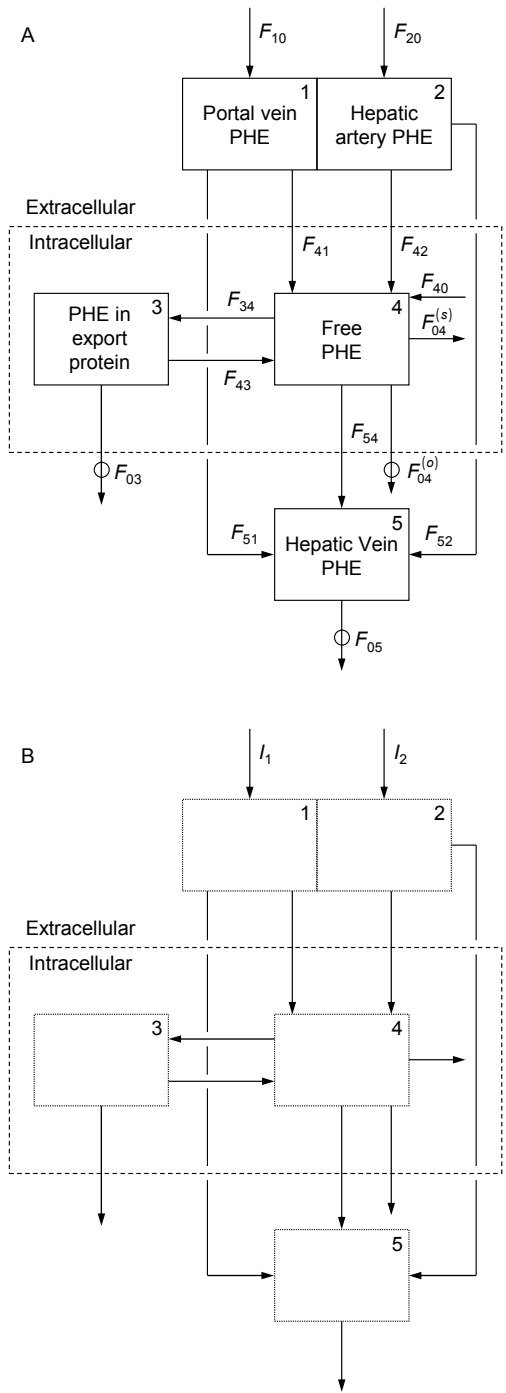 A
F10
F20
1
Portal vein
PHE
2
Hepatic
artery PHE
Extracellular
Intracellular
F41
F42
3
PHE in
export
protein
F34
F43
4
Free
PHE
F40
F04(s)
F54
F03
F04(o)
F51
5
Hepatic Vein
PHE
F52
F05
B
I1
I2
1
2
Extracellular
Intracellular
3
4
5